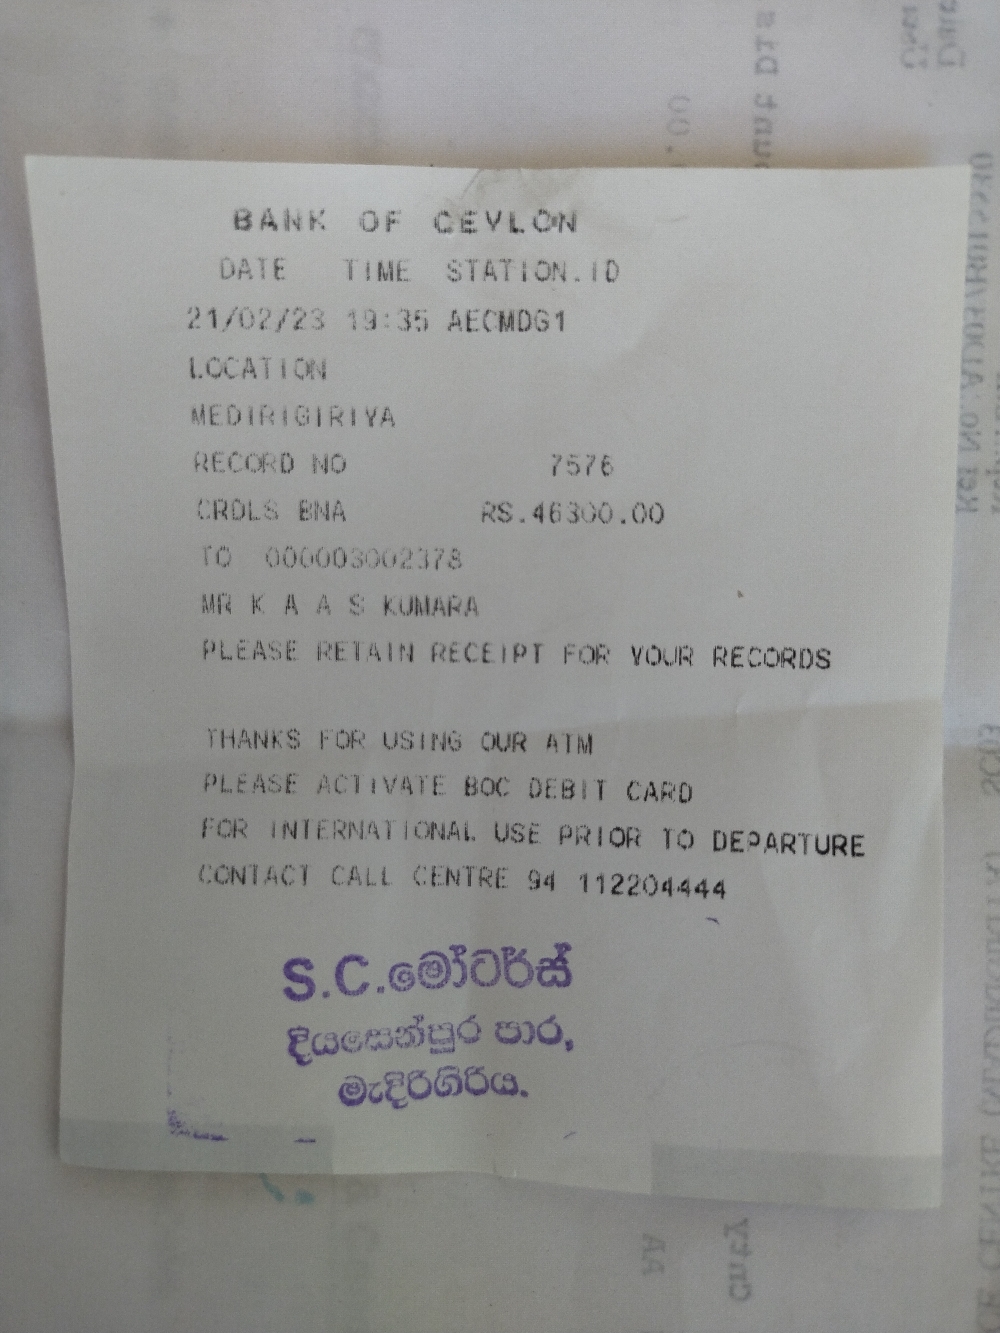 BANK OF CEYLON
DATE TIME STATION.ID
21/02/23 19:35 AECMDG1
LOCATION
MEDIRIGIRIYA
RECORD NO 7576
CRDLS BNA RS.46300.00
TO 000003002378
MR K A A S KUMARA
PLEASE RETAIN RECEIPT FOR YOUR RECORDS
THANKS FOR USING OUR ATM
PLEASE ACTIVATE BOC DEBIT CARD
FOR INTERNATIONAL USE PRIOR TO DEPARTURE
CONTACT CALL CENTRE 94 112204444
S.C.මෝටර්ස්
දියසෙන්පුර පාර,
මැදිරිගිරිය.